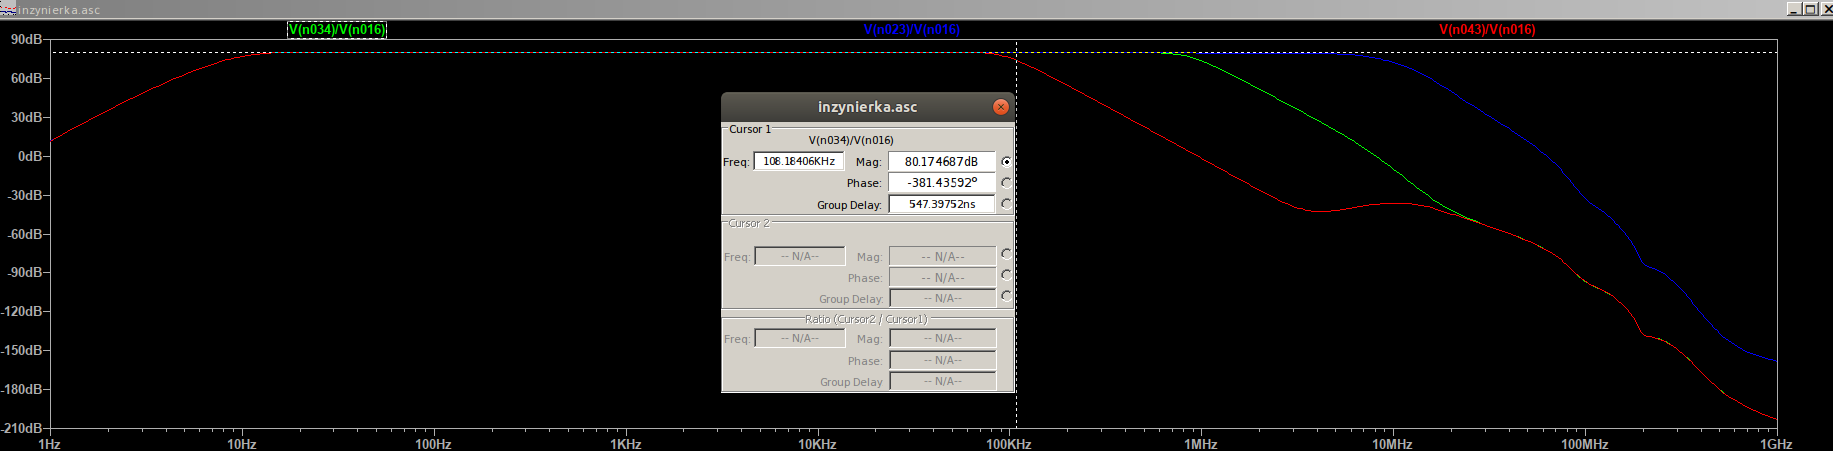 inzynierka.asc
V(n034)/V(n016) V(n023)/V(n016) V(n043)/V(n016)
90dB
60dB
30dB
0dB
-30dB
-60dB
-90dB
-120dB
-150dB
-180dB
-210dB
1Hz 10Hz 100Hz 1KHz 10KHz 100KHz 1MHz 10MHz 100MHz 1GHz
inzynierka.asc
Cursor 1
V(n034)/V(n016)
Freq: 108.18406KHz Mag: 80.174687dB
Phase: -381.43592°
Group Delay: 547.39752ns
Cursor 2
Freq: -- N/A-- Mag: -- N/A--
Phase: -- N/A--
Group Delay: -- N/A--
Ratio (Cursor2 / Cursor1)
Freq: -- N/A-- Mag: -- N/A--
Phase: -- N/A--
Group Delay -- N/A--